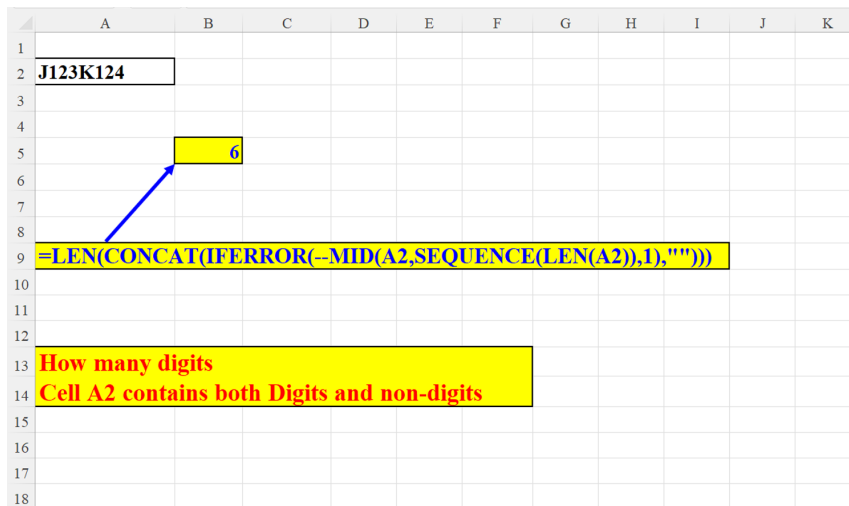 A B C D E F G H I J K
1
2 J123K124
3
4
5 6
6
7
8
9 =LEN(CONCAT(IFERROR(--MID(A2,SEQUENCE(LEN(A2)),1),"")))
10
11
12
13 How many digits
14 Cell A2 contains both Digits and non-digits
15
16
17
18